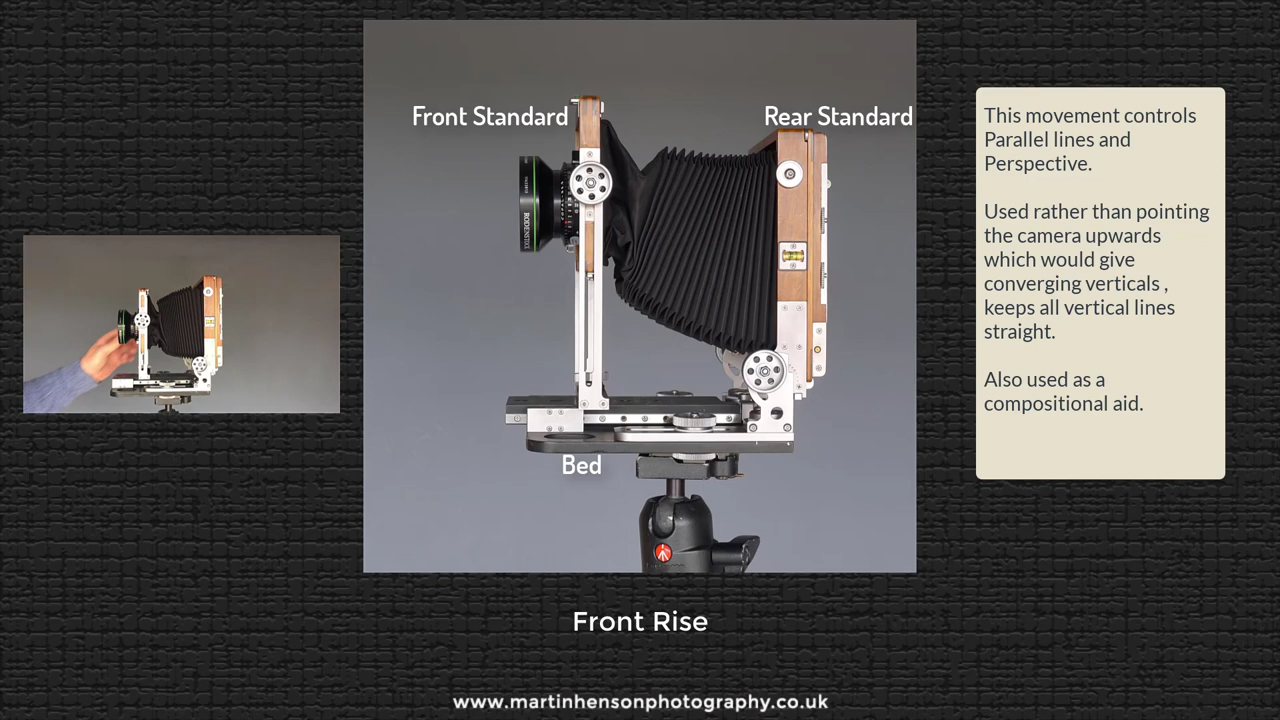 Front Standard
Rear Standard
RODENSTOCK
Bed
This movement controls
Parallel lines and
Perspective.
Used rather than pointing
the camera upwards
which would give
converging verticals ,
keeps all vertical lines
straight.
Also used as a
compositional aid.
Front Rise
www.martinhensonphotography.co.uk